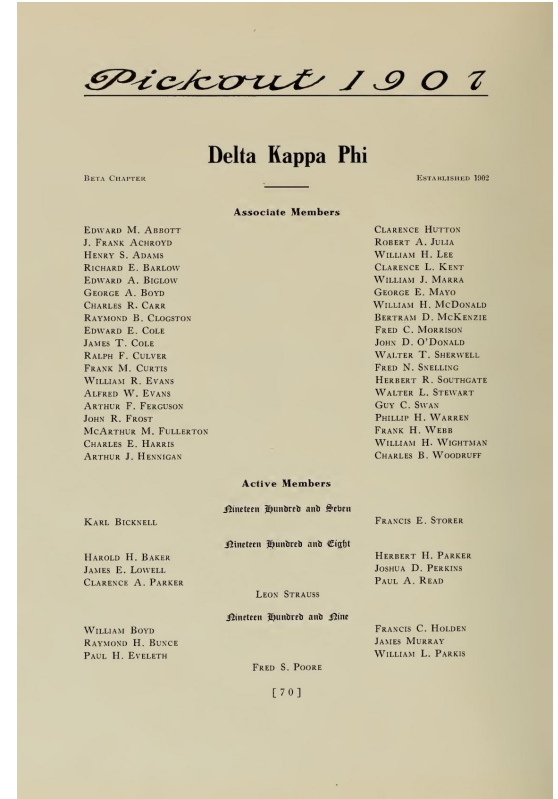 Pickout 1907
Delta Kappa Phi
BETA CHAPTER ESTABLISHED 1902
Associate Members
EDWARD M. ABBOTT
J. FRANK ACHROYD
HENRY S. ADAMS
RICHARD E. BARLOW
EDWARD A. BIGLOW
GEORGE A. BOYD
CHARLES R. CARR
RAYMOND B. CLOGSTON
EDWARD E. COLE
JAMES T. COLE
RALPH F. CULVER
FRANK M. CURTIS
WILLIAM R. EVANS
ALFRED W. EVANS
ARTHUR F. FERGUSON
JOHN R. FROST
MCARTHUR M. FULLERTON
CHARLES E. HARRIS
ARTHUR J. HENNIGAN
CLARENCE HUTTON
ROBERT A. JULIA
WILLIAM H. LEE
CLARENCE L. KENT
WILLIAM J. MARRA
GEORGE E. MAYO
WILLIAM H. MCDONALD
BERTRAM D. MCKENZIE
FRED C. MORRISON
JOHN D. O'DONALD
WALTER T. SHERWELL
FRED N. SNELLING
HERBERT R. SOUTHGATE
WALTER L. STEWART
GUY C. SWAN
PHILLIP H. WARREN
FRANK H. WEBB
WILLIAM H. WIGHTMAN
CHARLES B. WOODRUFF
Active Members
Nineteen Hundred and Seven
KARL BICKNELL
FRANCIS E. STORER
Nineteen Hundred and Eight
HAROLD H. BAKER
JAMES E. LOWELL
CLARENCE A. PARKER
HERBERT H. PARKER
JOSHUA D. PERKINS
PAUL A. READ
LEON STRAUSS
Nineteen Hundred and Nine
WILLIAM BOYD
RAYMOND H. BUNCE
PAUL H. EVELETH
FRANCIS C. HOLDEN
JAMES MURRAY
WILLIAM L. PARKIS
FRED S. POORE
[70]